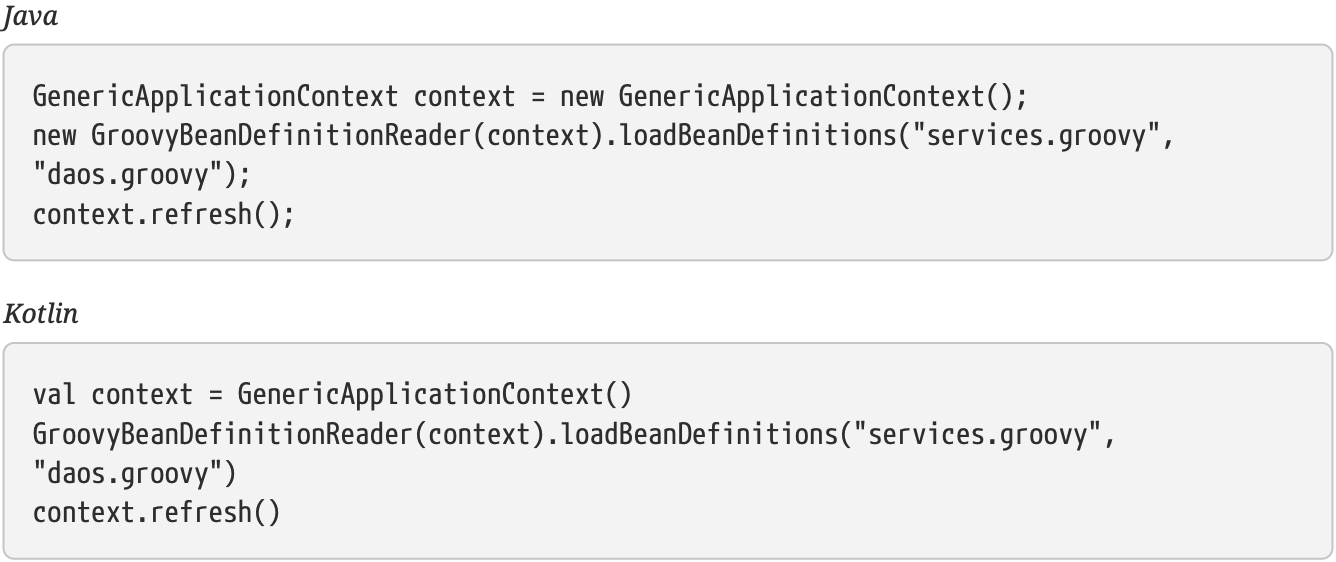 Java
GenericApplicationContext context = new GenericApplicationContext();
new GroovyBeanDefinitionReader(context).loadBeanDefinitions("services.groovy",
"daos.groovy");
context.refresh();
Kotlin
val context = GenericApplicationContext()
GroovyBeanDefinitionReader(context).loadBeanDefinitions("services.groovy",
"daos.groovy")
context.refresh()